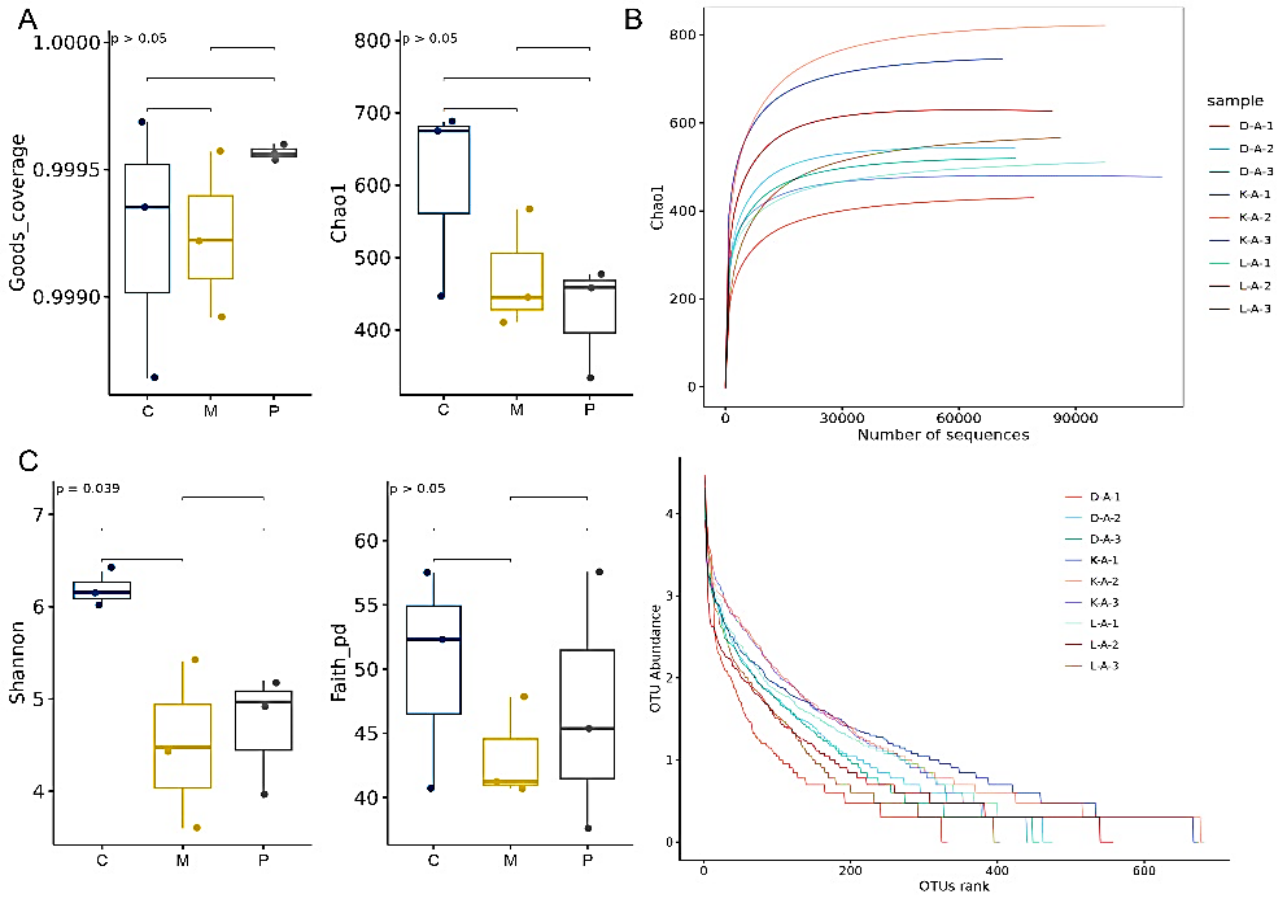 A
p > 0.05
1.0000
0.9995
0.9990
Goods_coverage
C M P
p > 0.05
800
700
600
500
400
Chao1
C M P
B
800
600
400
200
0
Chao1
0 30000 60000 90000
Number of sequences
sample
D-A-1
D-A-2
D-A-3
K-A-1
K-A-2
K-A-3
L-A-1
L-A-2
L-A-3
C
p = 0.039
7
6
5
4
Shannon
C M P
p > 0.05
60
55
50
45
40
Faith_pd
C M P
4
3
2
1
0
OTU Abundance
0 200 400 600
OTUs rank
D-A-1
D-A-2
D-A-3
K-A-1
K-A-2
K-A-3
L-A-1
L-A-2
L-A-3